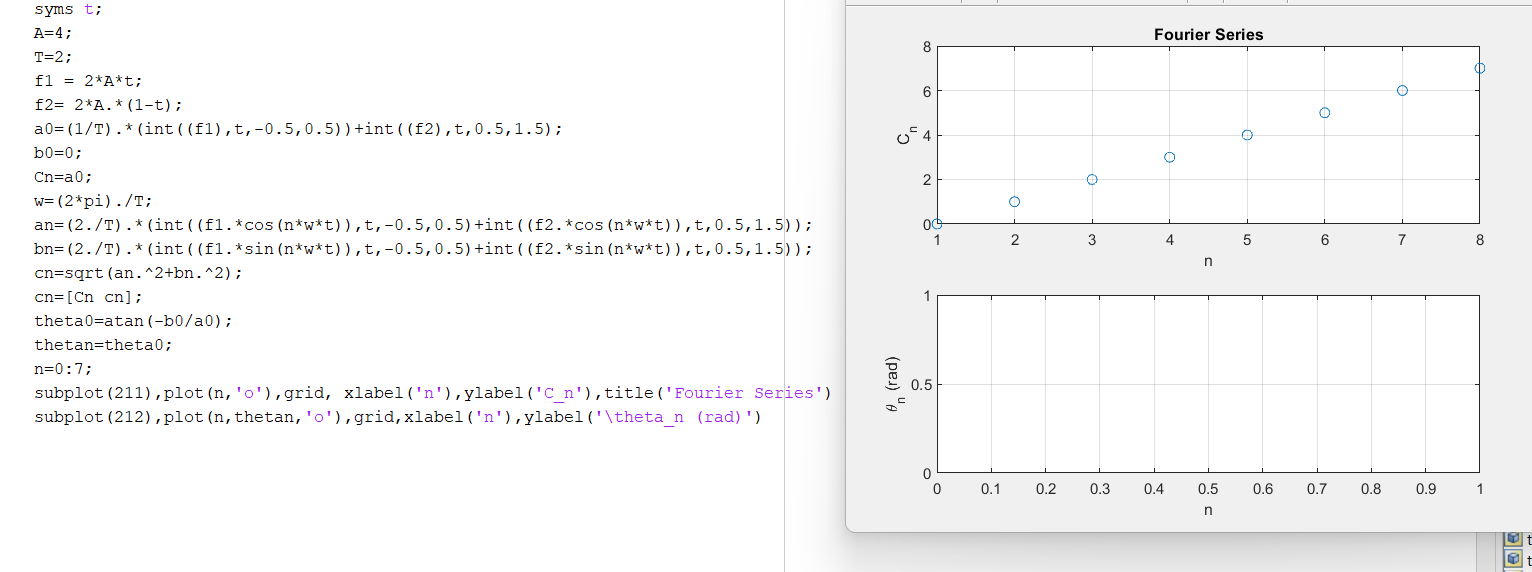 syms t;
A=4;
T=2;
f1 = 2*A*t;
f2= 2*A.*(1-t);
a0=(1/T).*(int((f1),t,-0.5,0.5))+int((f2),t,0.5,1.5);
b0=0;
Cn=a0;
w=(2*pi)./T;
an=(2./T).*(int((f1.*cos(n*w*t)),t,-0.5,0.5)+int((f2.*cos(n*w*t)),t,0.5,1.5));
bn=(2./T).*(int((f1.*sin(n*w*t)),t,-0.5,0.5)+int((f2.*sin(n*w*t)),t,0.5,1.5));
cn=sqrt(an.^2+bn.^2);
cn=[Cn cn];
theta0=atan(-b0/a0);
thetan=theta0;
n=0:7;
subplot(211),plot(n,'o'),grid, xlabel('n'),ylabel('C_n'),title('Fourier Series')
subplot(212),plot(n,thetan,'o'),grid,xlabel('n'),ylabel('\theta_n (rad)')
Fourier Series
8
6
4
2
0
C_n
1 2 3 4 5 6 7 8
n
1
0.5
0
θ_n (rad)
0 0.1 0.2 0.3 0.4 0.5 0.6 0.7 0.8 0.9 1
n
t
t